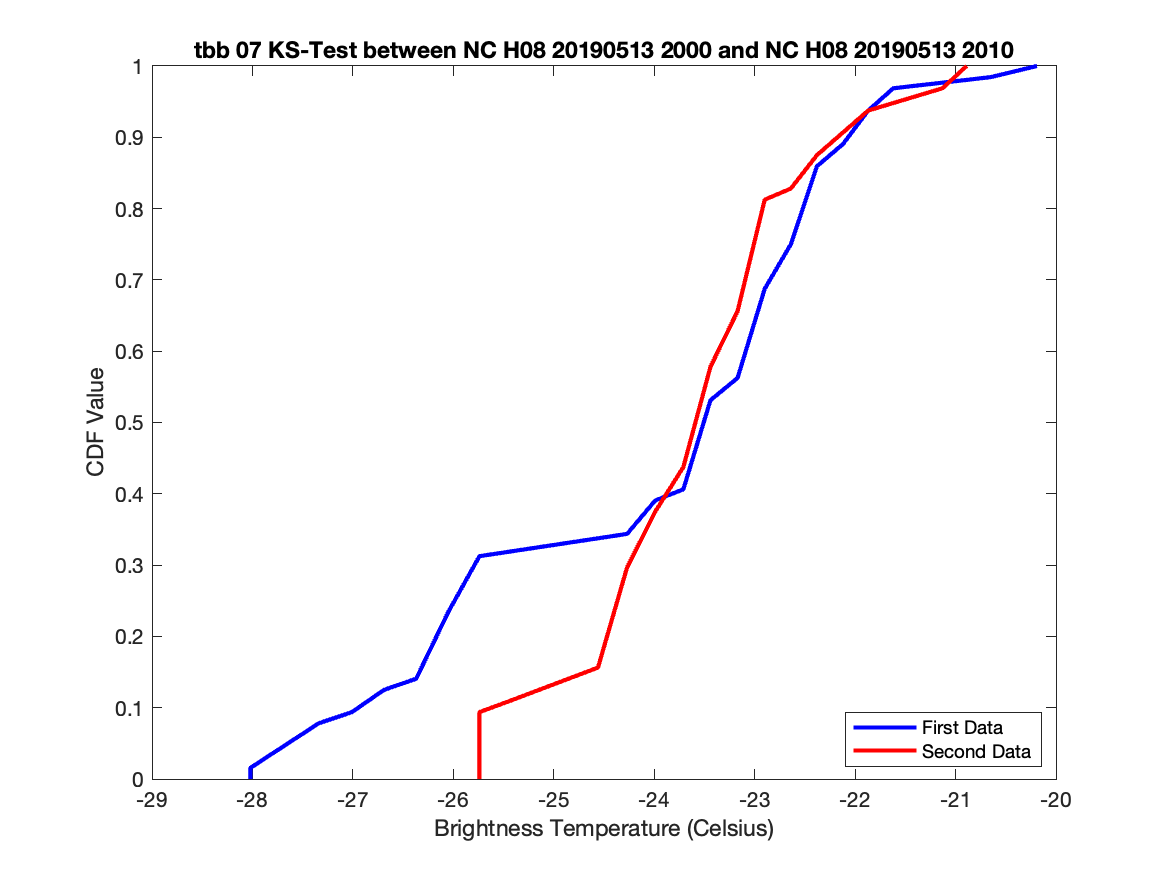 tbb 07 KS-Test between NC H08 20190513 2000 and NC H08 20190513 2010
1
0.9
0.8
0.7
0.6
0.5
0.4
0.3
0.2
0.1
0
CDF Value
First Data
Second Data
-29 -28 -27 -26 -25 -24 -23 -22 -21 -20
Brightness Temperature (Celsius)